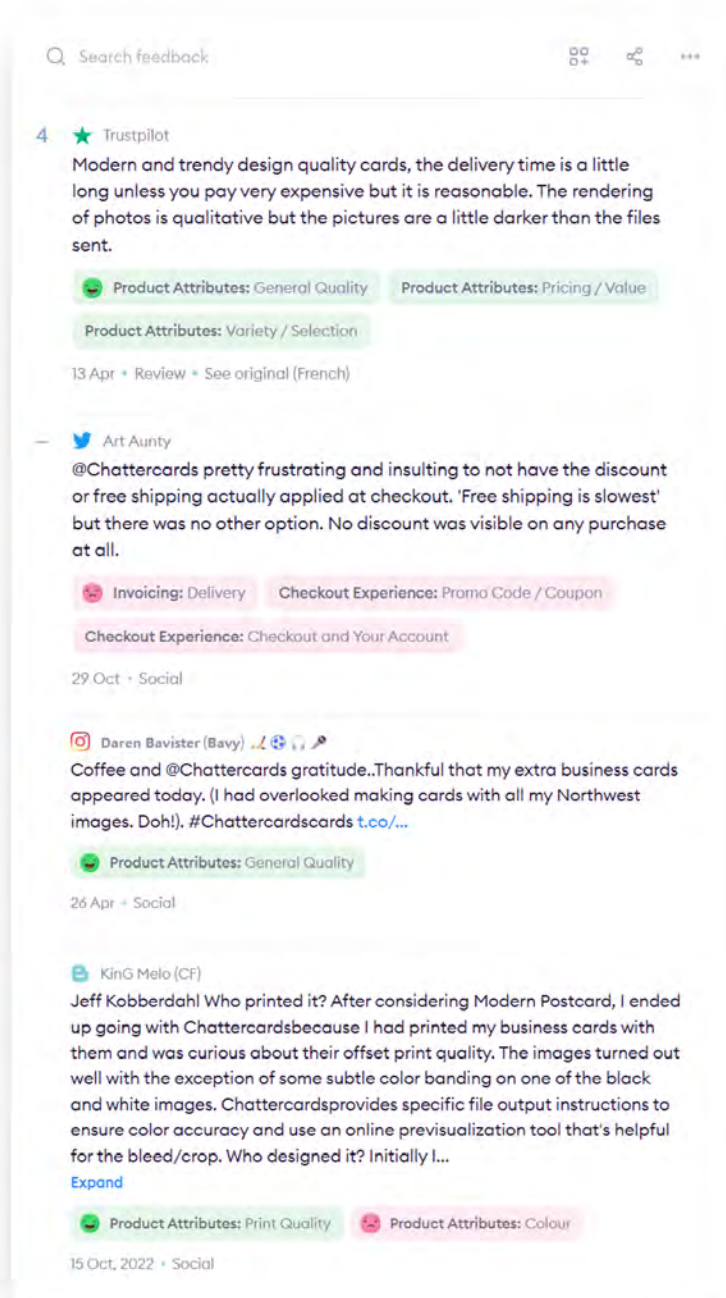 Search feedback
4 Trustpilot
Modern and trendy design quality cards, the delivery time is a little
long unless you pay very expensive but it is reasonable. The rendering
of photos is qualitative but the pictures are a little darker than the files
sent.
Product Attributes: General Quality Product Attributes: Pricing / Value
Product Attributes: Variety / Selection
13 Apr • Review • See original (French)
– Art Aunty
@Chattercards pretty frustrating and insulting to not have the discount
or free shipping actually applied at checkout. 'Free shipping is slowest'
but there was no other option. No discount was visible on any purchase
at all.
Invoicing: Delivery Checkout Experience: Promo Code / Coupon
Checkout Experience: Checkout and Your Account
29 Oct • Social
Daren Bavister (Bavy)
Coffee and @Chattercards gratitude..Thankful that my extra business cards
appeared today. (I had overlooked making cards with all my Northwest
images. Doh!). #Chattercardscards t.co/...
Product Attributes: General Quality
26 Apr • Social
KinG Melo (CF)
Jeff Kobberdahl Who printed it? After considering Modern Postcard, I ended
up going with Chattercardsbecause I had printed my business cards with
them and was curious about their offset print quality. The images turned out
well with the exception of some subtle color banding on one of the black
and white images. Chattercardsprovides specific file output instructions to
ensure color accuracy and use an online previsualization tool that's helpful
for the bleed/crop. Who designed it? Initially I...
Expand
Product Attributes: Print Quality Product Attributes: Colour
15 Oct, 2022 • Social